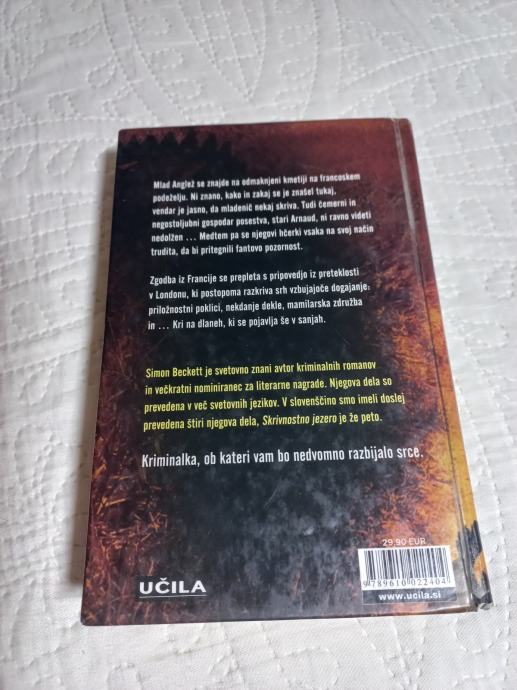 Mlad Anglež se znajde na odmaknjeni kmetiji na francoskem
podeželju. Ni znano, kako in zakaj se je znašel tukaj,
vendar je jasno, da mladenič nekaj skriva. Tudi čemerni in
negostoljubni gospodar posestva, stari Arnaud, ni ravno videti
nedolžen ... Medtem pa se njegovi hčerki vsaka na svoj način
trudita, da bi pritegnili fantovo pozornost.
Zgodba iz Francije se prepleta s pripovedjo iz preteklosti
v Londonu, ki postopoma razkriva srh vzbujajoče dogajanje:
priložnostni poklici, nekdanje dekle, mamilarska združba
in ... Kri na dlaneh, ki se pojavlja še v sanjah.
Simon Beckett je svetovno znani avtor kriminalnih romanov
in večkratni nominiranec za literarne nagrade. Njegova dela so
prevedena v več svetovnih jezikov. V slovenščino smo imeli doslej
prevedena štiri njegova dela, Skrivnostno jezero je že peto.
Kriminalka, ob kateri vam bo nedvomno razbijalo srce.
29,90 EUR
9 789610 022404
www.ucila.si
UČILA